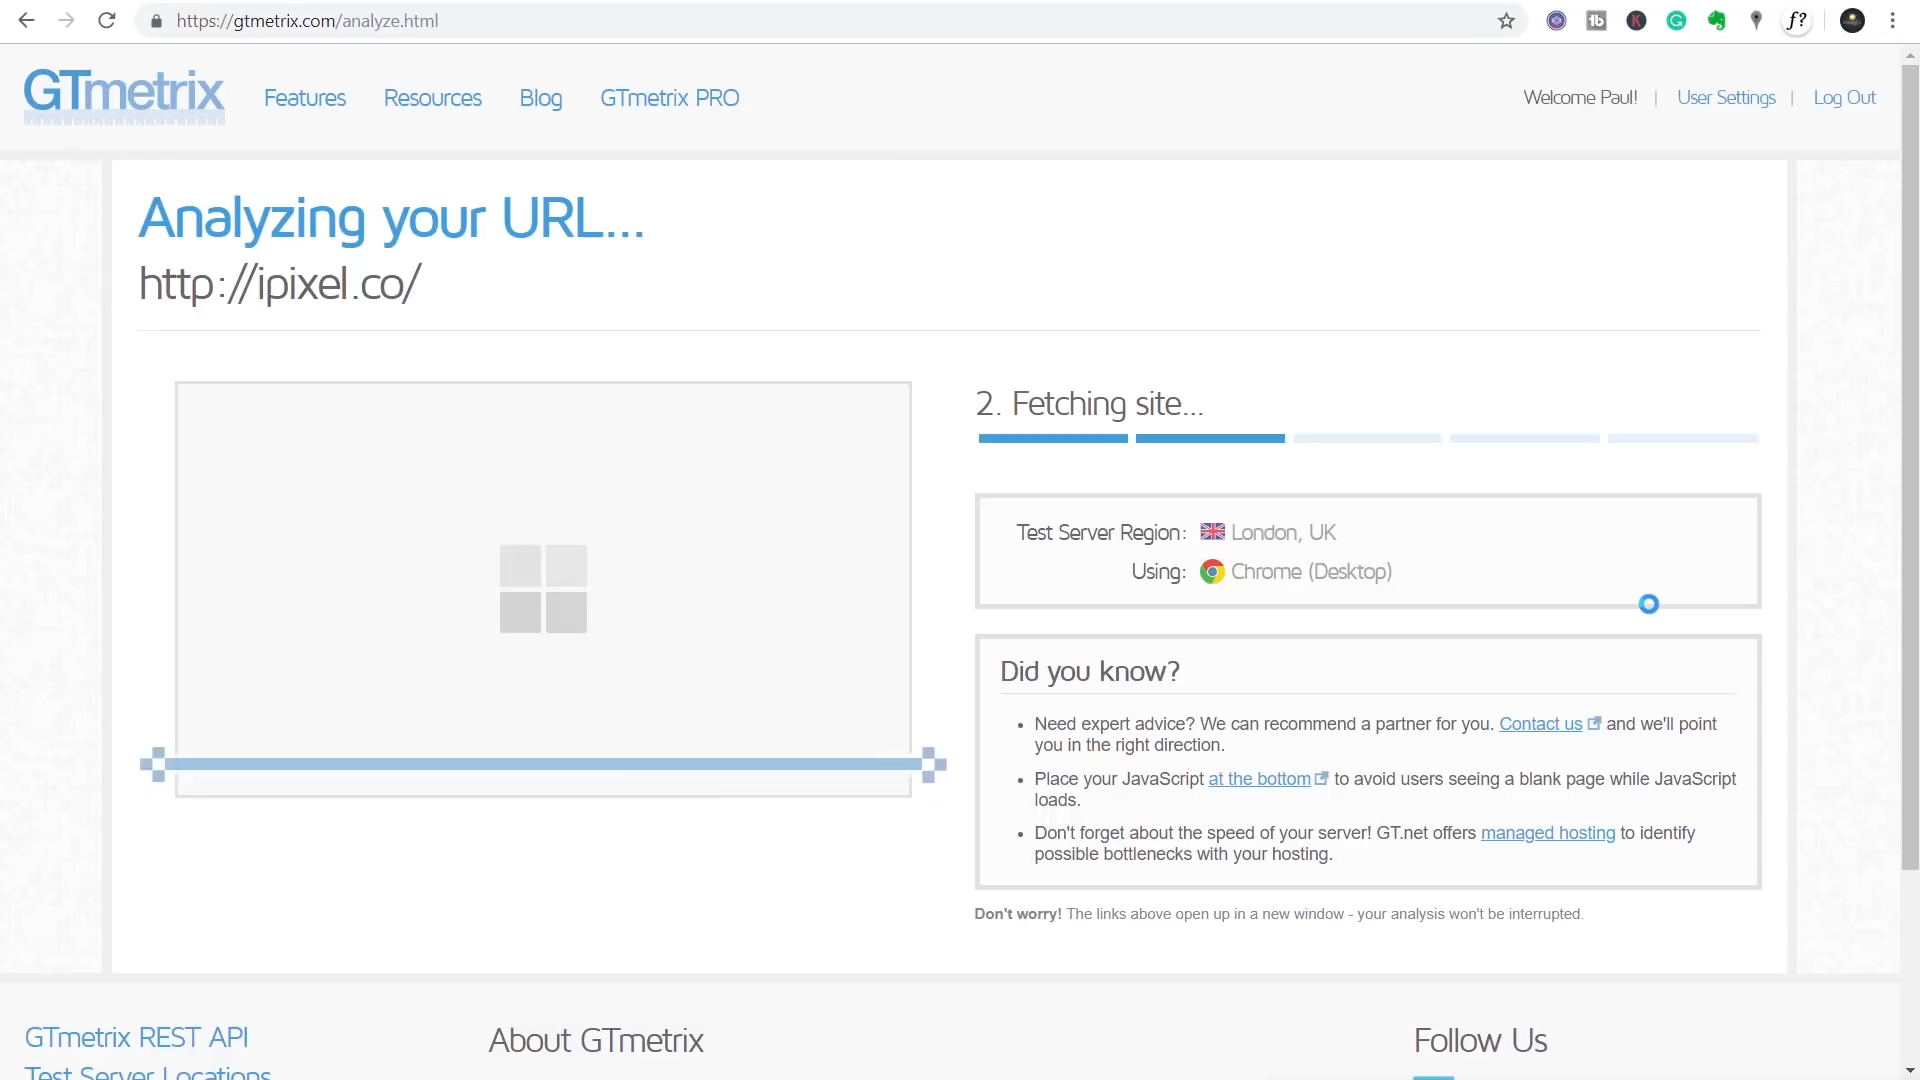 https://gtmetrix.com/analyze.html
GTmetrix
Features
Resources
Blog
GTmetrix PRO
Welcome Paul! | User Settings | Log Out
Analyzing your URL...
http://ipixel.co/
2. Fetching site...
Test Server Region: London, UK
Using: Chrome (Desktop)
Did you know?
• Need expert advice? We can recommend a partner for you. Contact us and we'll point
you in the right direction.
• Place your JavaScript at the bottom to avoid users seeing a blank page while JavaScript
loads.
• Don't forget about the speed of your server! GT.net offers managed hosting to identify
possible bottlenecks with your hosting.
Don't worry! The links above open up in a new window - your analysis won't be interrupted.
GTmetrix REST API
Test Server Locations
About GTmetrix
Follow Us